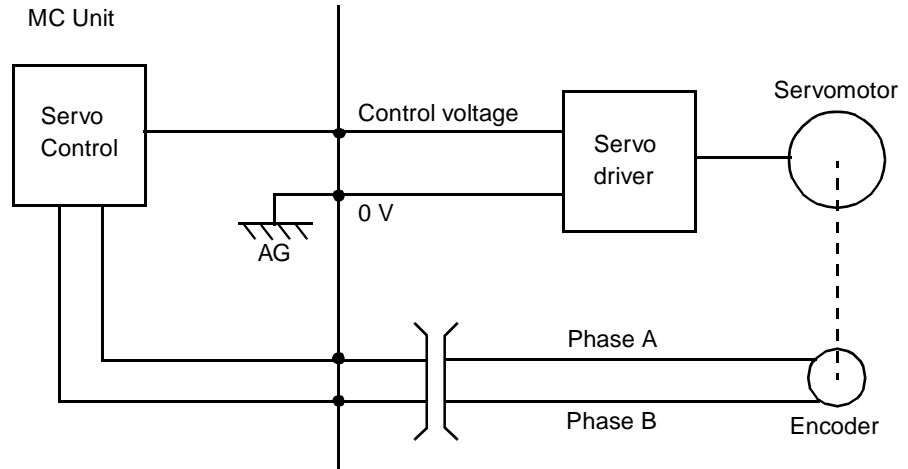 MC Unit
Servo
Control
Control voltage
0 V
AG
Servo
driver
Servomotor
Phase A
Phase B
Encoder